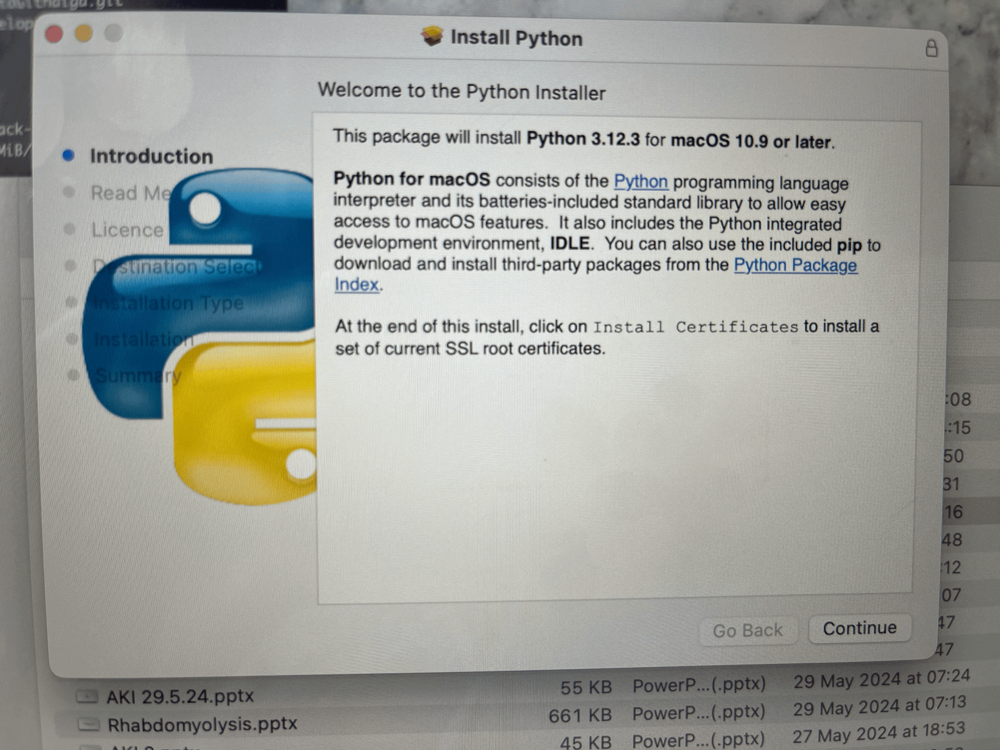 Install Python
Welcome to the Python Installer
Introduction
Read Me
Licence
Destination Select
Installation Type
Installation
Summary
This package will install Python 3.12.3 for macOS 10.9 or later.
Python for macOS consists of the Python programming language
interpreter and its batteries-included standard library to allow easy
access to macOS features. It also includes the Python integrated
development environment, IDLE. You can also use the included pip to
download and install third-party packages from the Python Package
Index.
At the end of this install, click on Install Certificates to install a
set of current SSL root certificates.
Go Back
Continue
elop
ack-
MiB/
:08
:15
50
31
16
48
:12
07
47
47
AKI 29.5.24.pptx 55 KB PowerP...(.pptx) 29 May 2024 at 07:24
Rhabdomyolysis.pptx 661 KB PowerP...(.pptx) 29 May 2024 at 07:13
45 KB PowerP...(.pptx) 27 May 2024 at 18:53